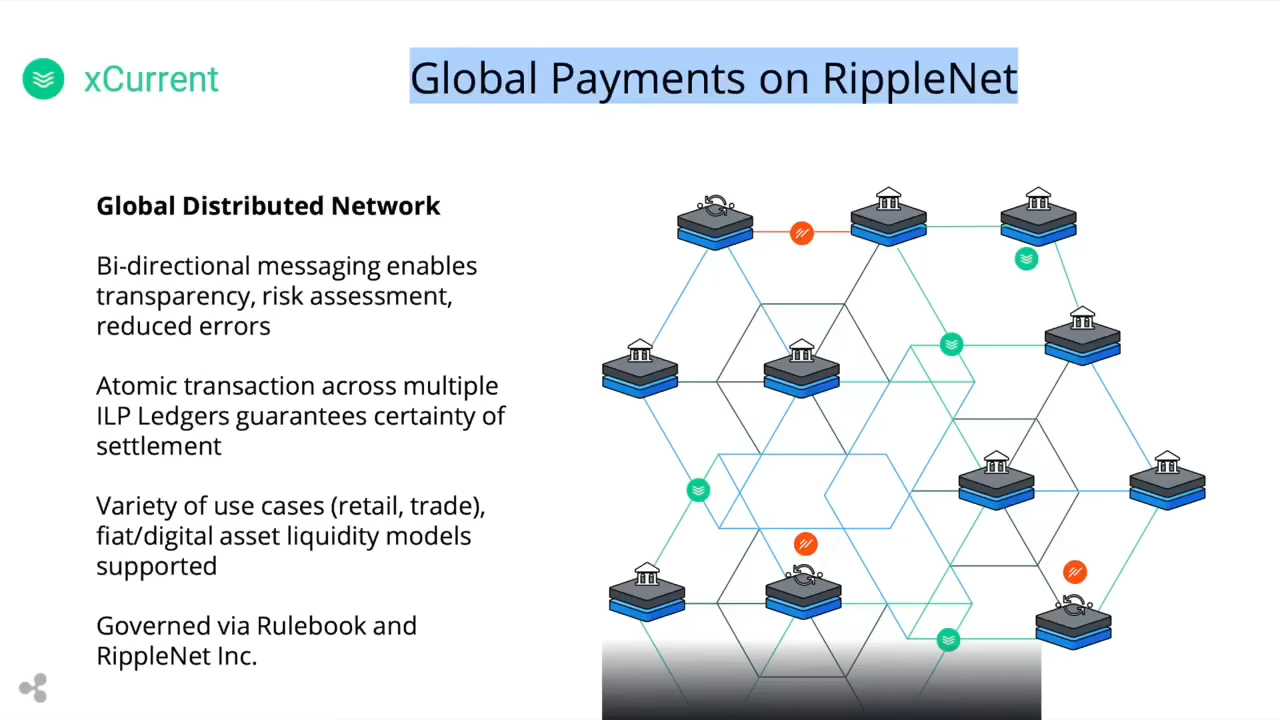 xCurrent
Global Payments on RippleNet
Global Distributed Network
Bi-directional messaging enables
transparency, risk assessment,
reduced errors
Atomic transaction across multiple
ILP Ledgers guarantees certainty of
settlement
Variety of use cases (retail, trade),
fiat/digital asset liquidity models
supported
Governed via Rulebook and
RippleNet Inc.